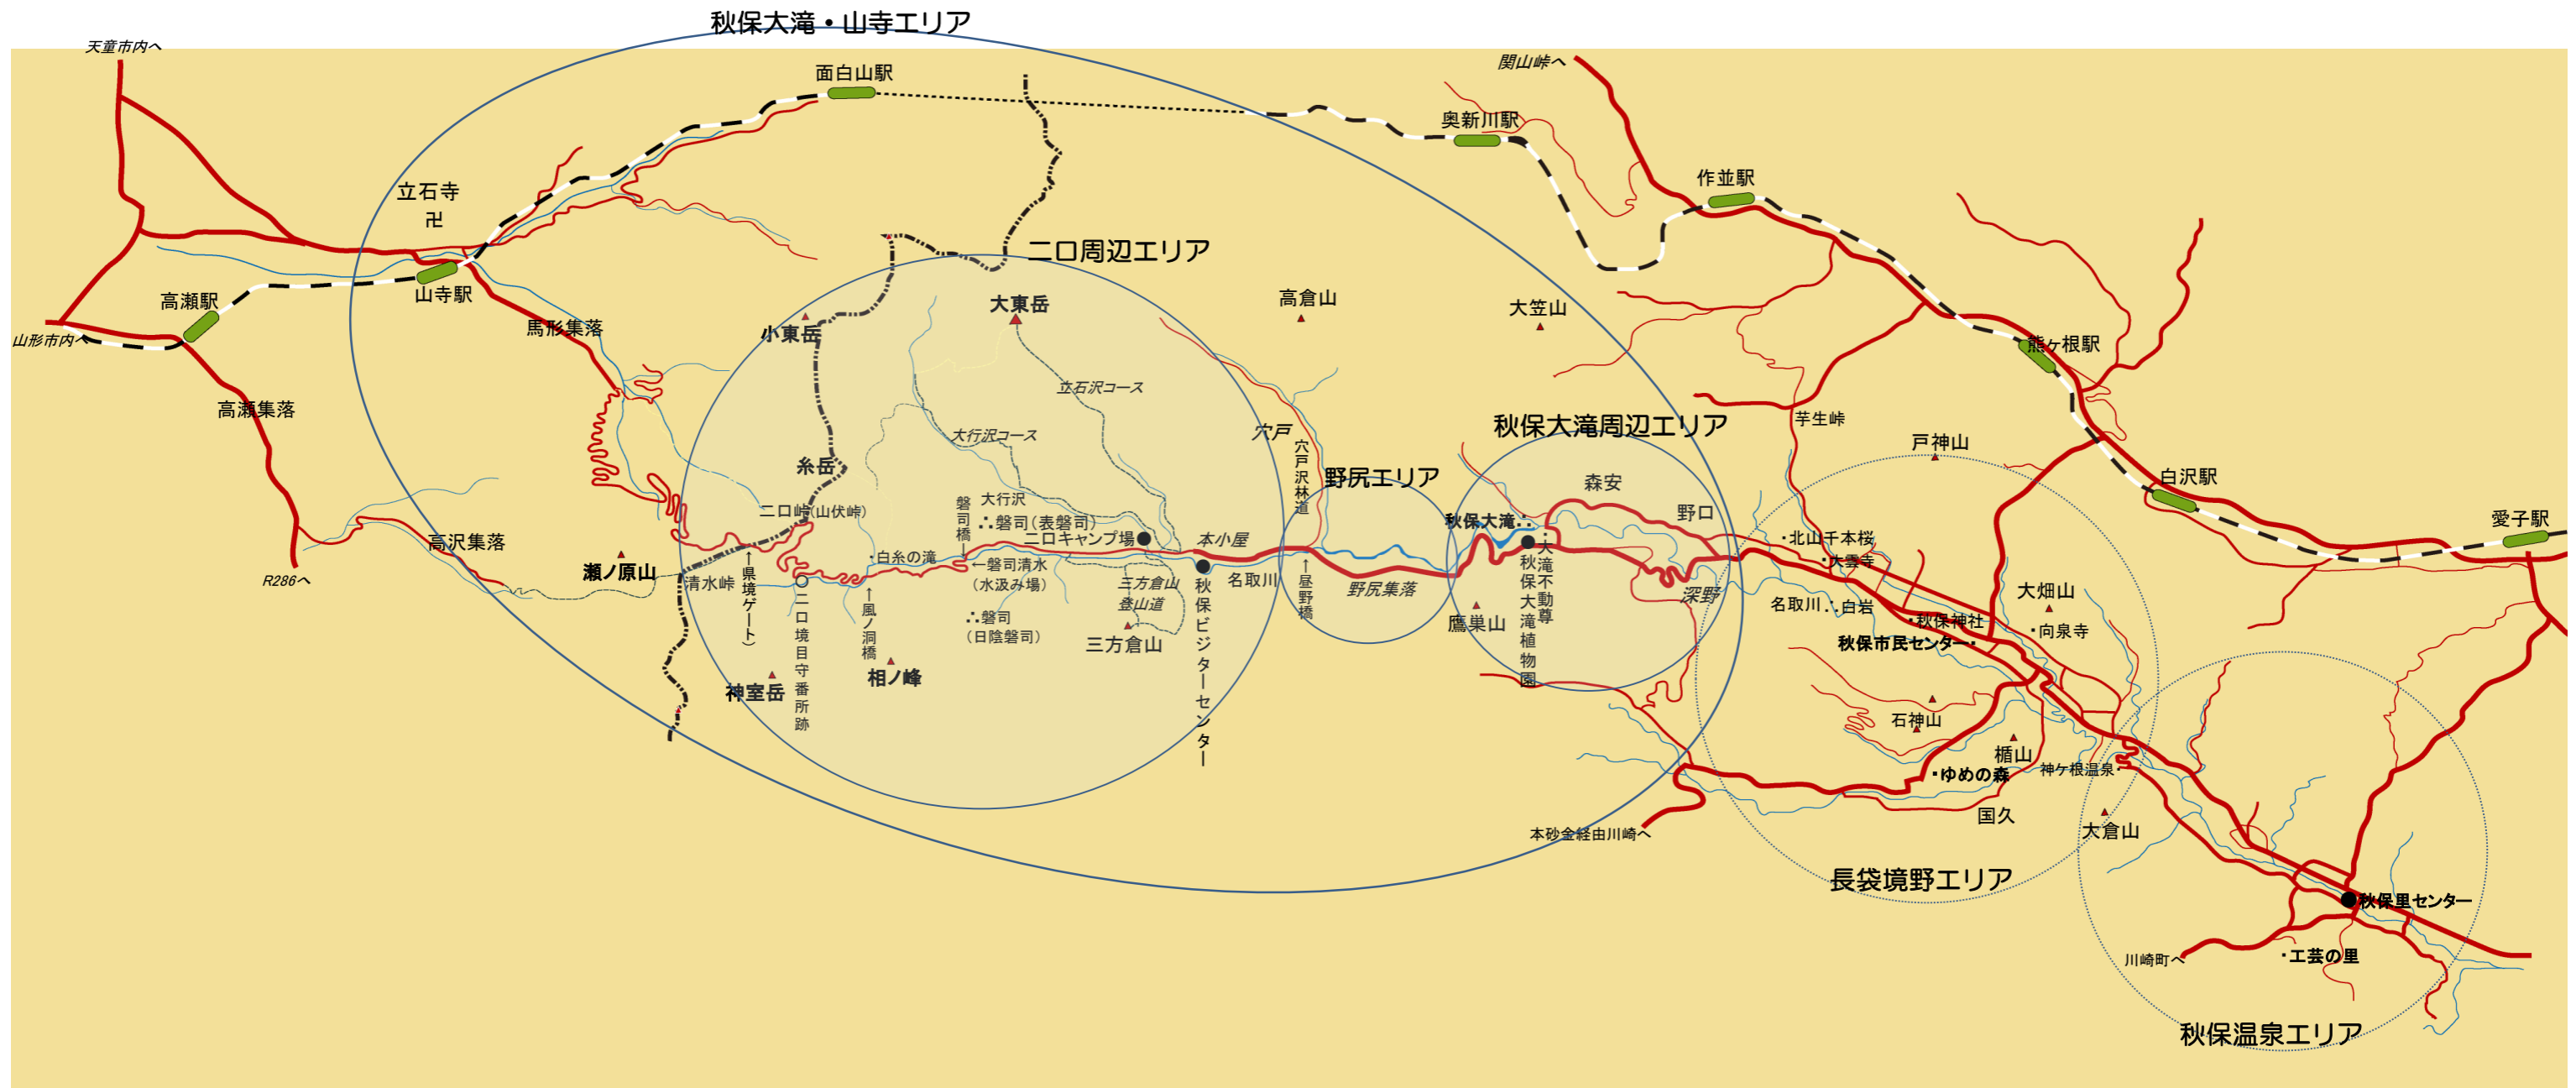 秋保大滝・山寺エリア
天童市内へ
面白山駅
関山峠へ
奥新川駅
作並駅
立石寺
卍
二口周辺エリア
山寺駅
高瀬駅
山形市内へ
馬形集落
小東岳
大東岳
高倉山
大笠山
熊ヶ根駅
高瀬集落
立石沢コース
大行沢コース
穴戸
穴戸沢林道
秋保大滝周辺エリア
芋生峠
戸神山
糸岳
野尻エリア
森安
白沢駅
二口峠(山伏峠)
磐司橋→
大行沢
∴磐司(表磐司)
二口キャンプ場
本小屋
秋保大滝∴
野口
愛子駅
高沢集落
瀬ノ原山
R286へ
清水峠
←県境ゲート)
・白糸の滝
←磐司清水
(水汲み場)
三方倉山
登山道
名取川
←昼野橋
野尻集落
∴大滝不動尊
秋保大滝植物園
深野
・北山千本桜
・大雲寺
名取川
∴白岩
大畑山
・向泉寺
・秋保神社
秋保市民センター・
二口境目守番所跡
←風ノ洞橋
∴磐司
(日陰磐司)
三方倉山
秋保ビジターセンター
鷹巣山
神室岳
相ノ峰
石神山
楯山
・ゆめの森
神ケ根温泉・
国久
大倉山
本砂金経由川崎へ
長袋境野エリア
秋保里センター
川崎町へ
・工芸の里
秋保温泉エリア